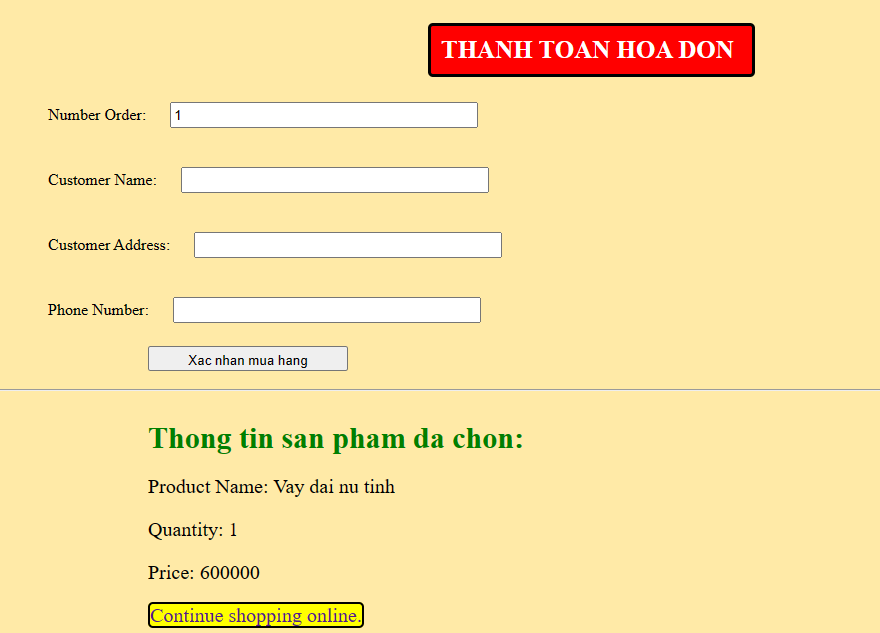 THANH TOAN HOA DON
Number Order: 1
Customer Name:
Customer Address:
Phone Number:
Xac nhan mua hang
Thong tin san pham da chon:
Product Name: Vay dai nu tinh
Quantity: 1
Price: 600000
Continue shopping online.